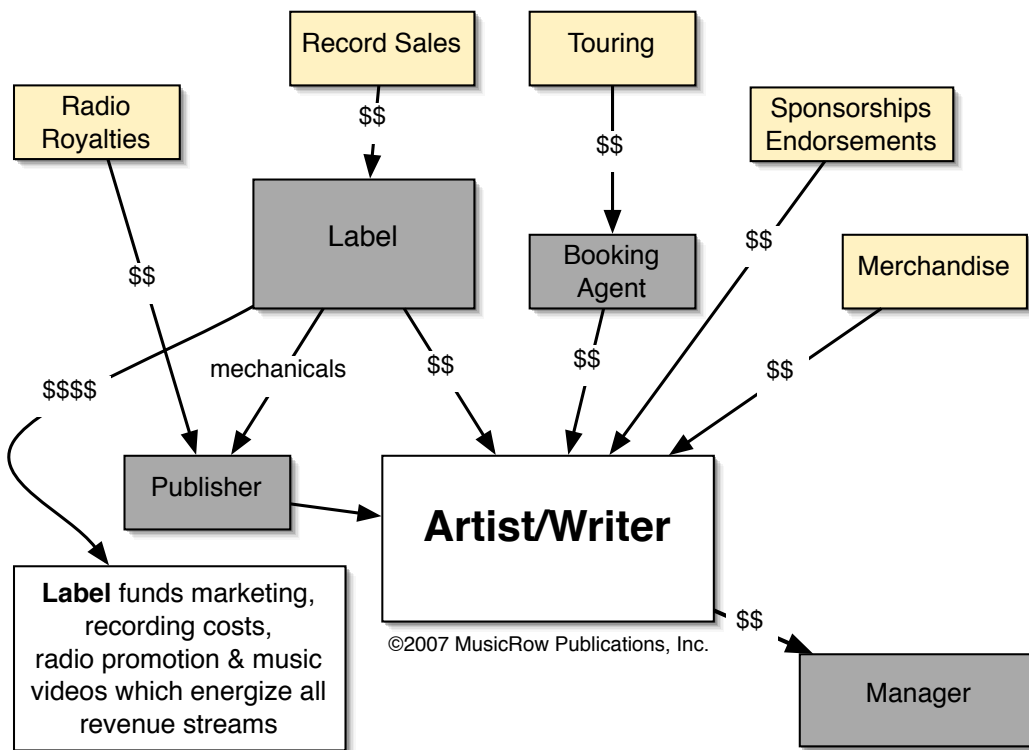 Record Sales
Touring
Radio
Royalties
Sponsorships
Endorsements
$$
$$
Label
Booking
Agent
$$
Merchandise
$$
$$$$
mechanicals
$$
$$
$$
Publisher
Artist/Writer
Label funds marketing,
recording costs,
radio promotion & music
videos which energize all
revenue streams
©2007 MusicRow Publications, Inc.
$$
Manager